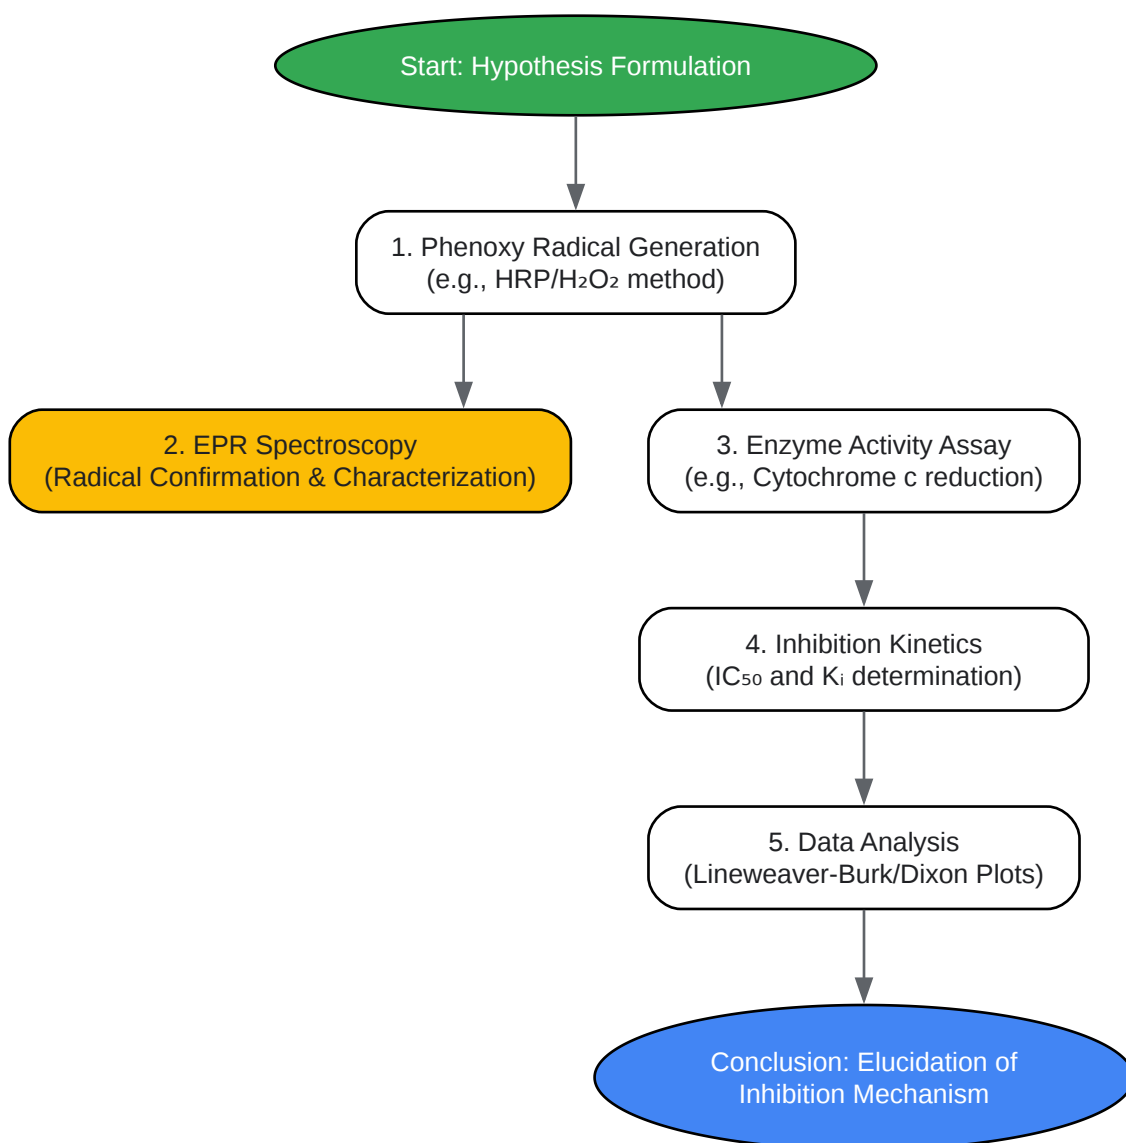 Start: Hypothesis Formulation
1. Phenoxy Radical Generation
(e.g., HRP/H₂O₂ method)
2. EPR Spectroscopy
(Radical Confirmation & Characterization)
3. Enzyme Activity Assay
(e.g., Cytochrome c reduction)
4. Inhibition Kinetics
(IC₅₀ and Kᵢ determination)
5. Data Analysis
(Lineweaver-Burk/Dixon Plots)
Conclusion: Elucidation of
Inhibition Mechanism